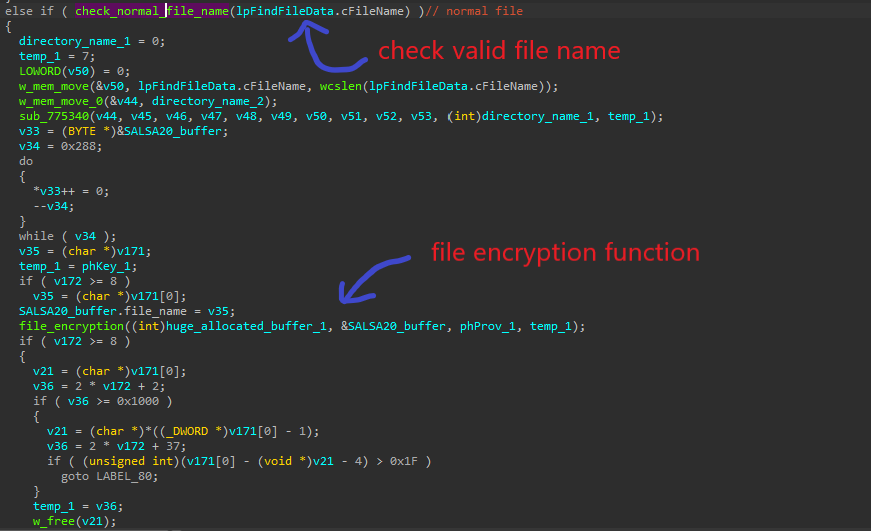 else if ( check_normal_file_name(lpFindFileData.cFileName) )// normal file
{
directory_name_1 = 0;
check valid file name
temp_1 = 7;
LOWORD(v50) = 0;
w_mem_move(&v50, lpFindFileData.cFileName, wcslen(lpFindFileData.cFileName));
w_mem_move_0(&v44, directory_name_2);
sub_775340(v44, v45, v46, v47, v48, v49, v50, v51, v52, v53, (int)directory_name_1, temp_1);
v33 = (BYTE *)&SALSA20_buffer;
v34 = 0x288;
do
{
*v33++ = 0;
--v34;
}
while ( v34 );
v35 = (char *)v171;
file encryption function
temp_1 = phKey_1;
if ( v172 >= 8 )
v35 = (char *)v171[0];
SALSA20_buffer.file_name = v35;
file_encryption((int)huge_allocated_buffer_1, &SALSA20_buffer, phProv_1, temp_1);
if ( v172 >= 8 )
{
v21 = (char *)v171[0];
v36 = 2 * v172 + 2;
if ( v36 >= 0x1000 )
{
v21 = (char *)*((_DWORD *)v171[0] - 1);
v36 = 2 * v172 + 37;
if ( (unsigned int)(v171[0] - (void *)v21 - 4) > 0x1F )
goto LABEL_80;
}
temp_1 = v36;
w_free(v21);